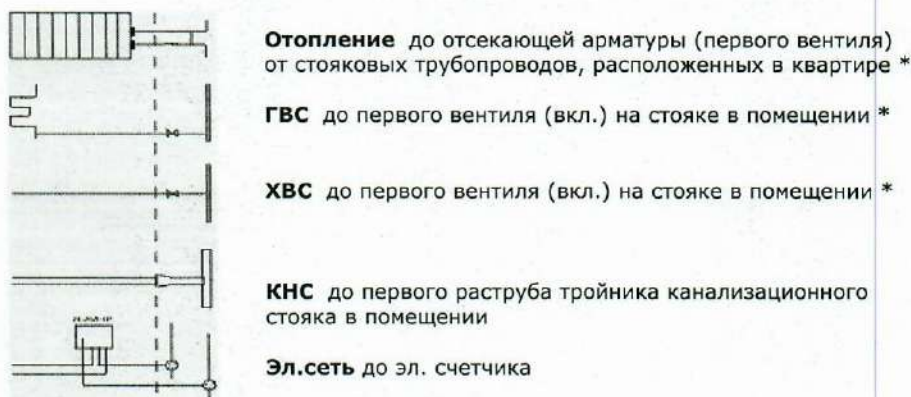 Отопление до отсекающей арматуры (первого вентиля)
от стояковых трубопроводов, расположенных в квартире *
ГВС до первого вентиля (вкл.) на стояке в помещении *
ХВС до первого вентиля (вкл.) на стояке в помещении *
КНС до первого раструба тройника канализационного
стояка в помещении
Эл.сеть до эл. счетчика